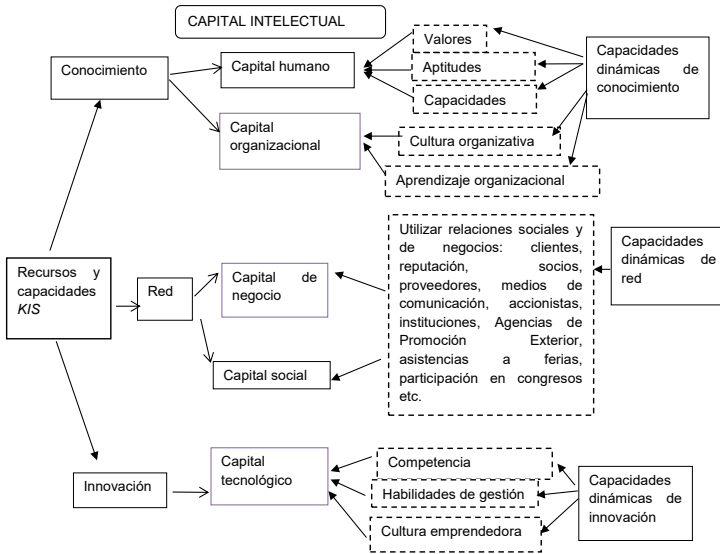 CAPITAL INTELECTUAL
Conocimiento
Capital humano
Valores
Aptitudes
Capacidades
Capacidades
dinámicas de
conocimiento
Capital
organizacional
Cultura organizativa
Aprendizaje organizacional
Recursos y
capacidades
KIS
Red
Capital de
negocio
Capital social
Utilizar relaciones sociales y
de negocios: clientes,
reputación, socios,
proveedores, medios de
comunicación, accionistas,
instituciones, Agencias de
Promoción Exterior,
asistencias a ferias,
participación en congresos
etc.
Capacidades
dinámicas de
red
Innovación
Capital
tecnológico
Competencia
Habilidades de gestión
Cultura emprendedora
Capacidades
dinámicas de
innovación